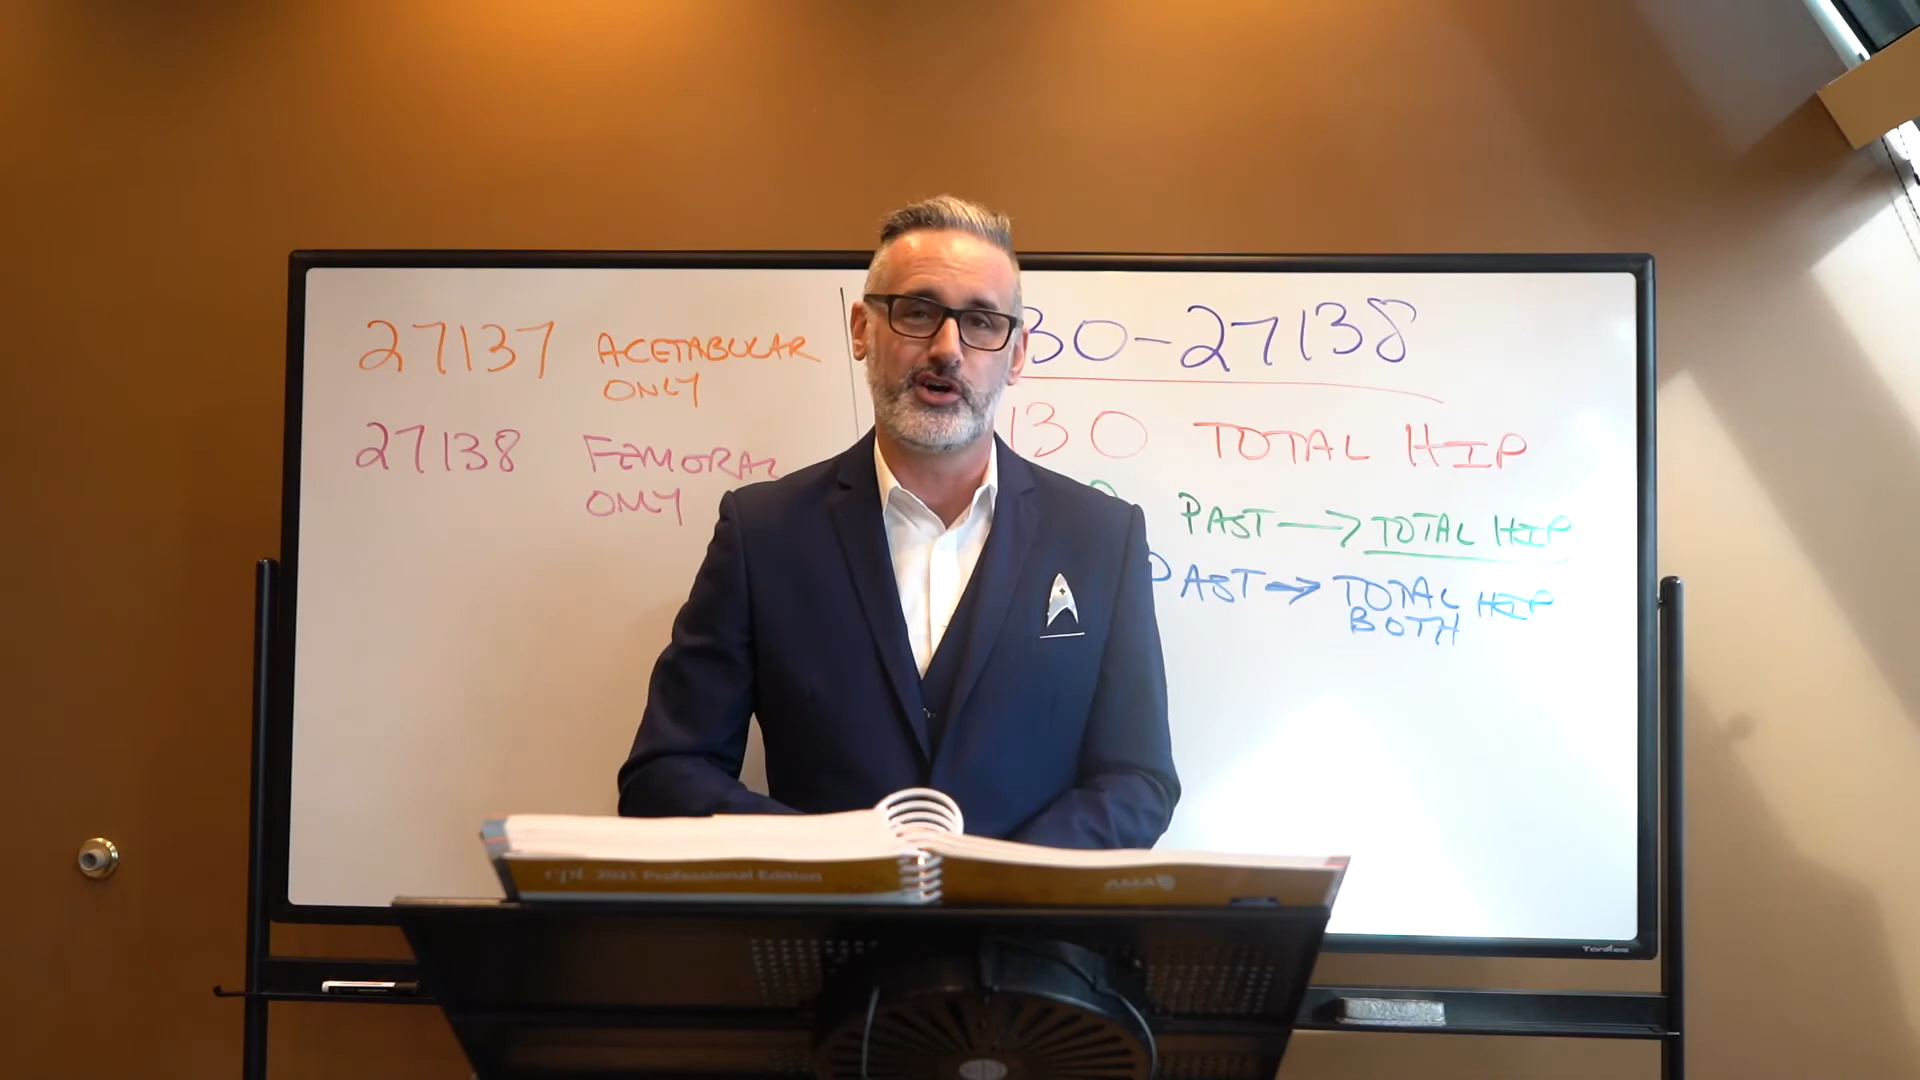 27137 ACETABULAR
ONLY
27138 FEMORAL
ONLY
30-27138
130 TOTAL HIP
PAST → TOTAL HIP
PAST → TOTAL HIP
BOTH
cpt 2021 Professional Edition
AMA